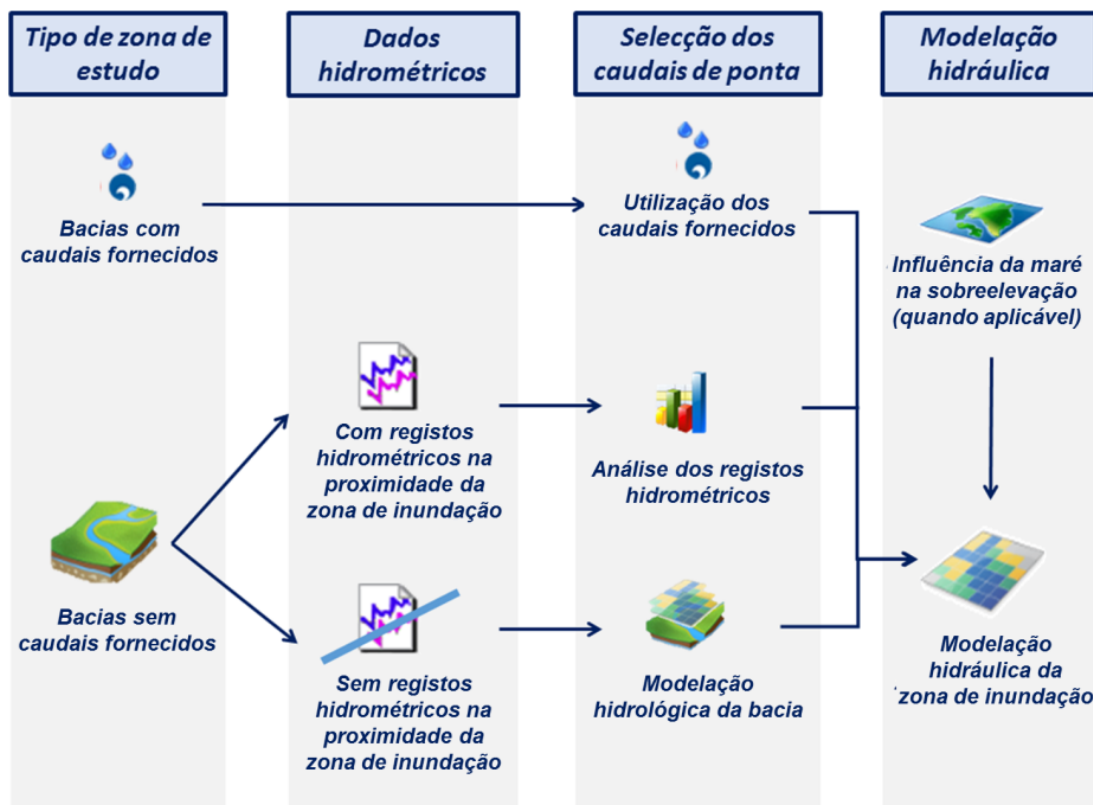 Tipo de zona de
estudo
Dados
hidrométricos
Selecção dos
caudais de ponta
Modelação
hidráulica
Bacias com
caudais fornecidos
Utilização dos
caudais fornecidos
Influência da maré
na sobreelevação
(quando aplicável)
Com registos
hidrométricos na
proximidade da
zona de inundação
Análise dos registos
hidrométricos
Bacias sem
caudais fornecidos
Sem registos
hidrométricos na
proximidade da
zona de inundação
Modelação
hidrológica da bacia
Modelação
hidráulica da
zona de inundação